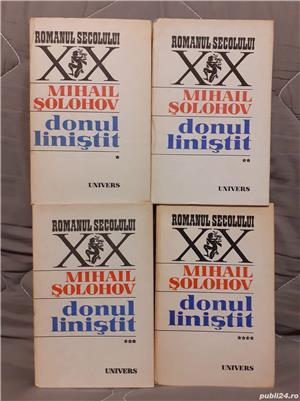 ROMANUL SECOLULUI
XX
MIHAIL
ŞOLOHOV
donul
liniştit
*
UNIVERS
ROMANUL SECOLULUI
XX
MIHAIL
ŞOLOHOV
donul
liniştit
**
UNIVERS
ROMANUL SECOLULUI
XX
MIHAIL
ŞOLOHOV
donul
liniştit
***
UNIVERS
ROMANUL SECOLULUI
XX
MIHAIL
ŞOLOHOV
donul
liniştit
****
UNIVERS
publi24.ro